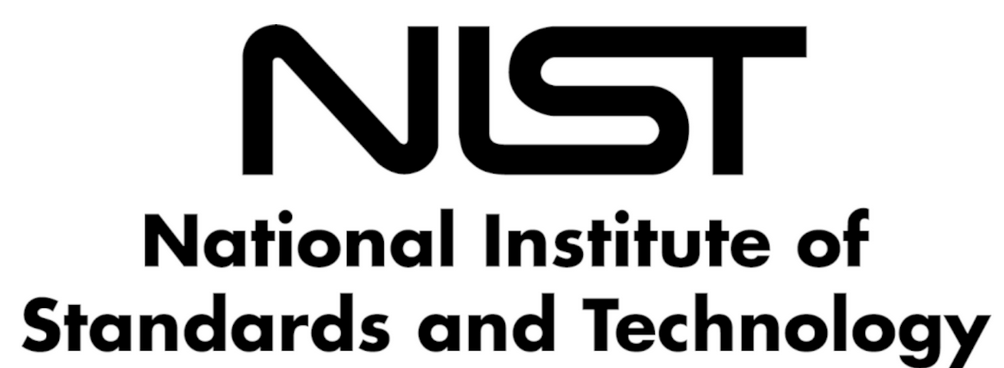 NIST
National Institute of
Standards and Technology